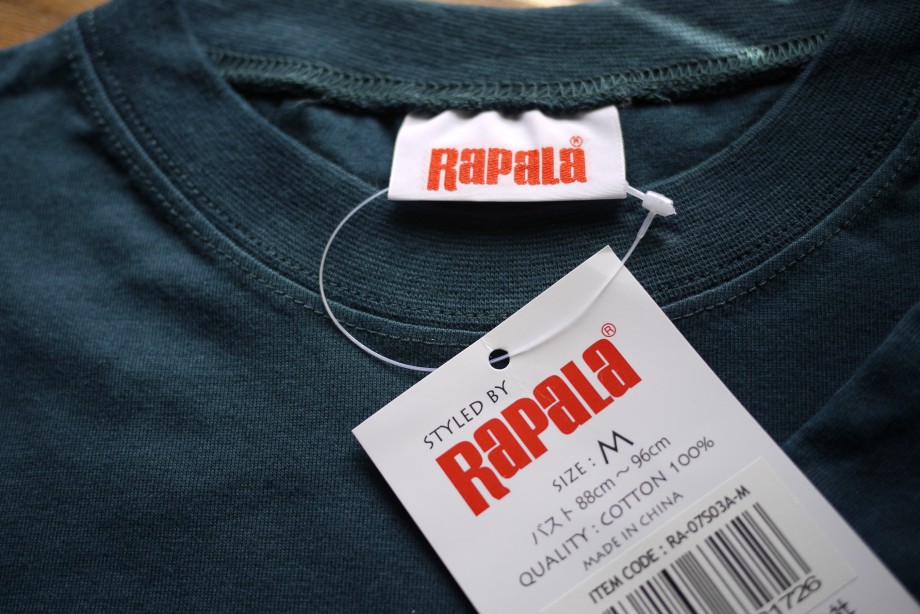 Rapala®
STYLED BY
Rapala®
SIZE : M
バスト 88cm～96cm
QUALITY : COTTON 100%
MADE IN CHINA
ITEM CODE : RA-07S03A-M
726